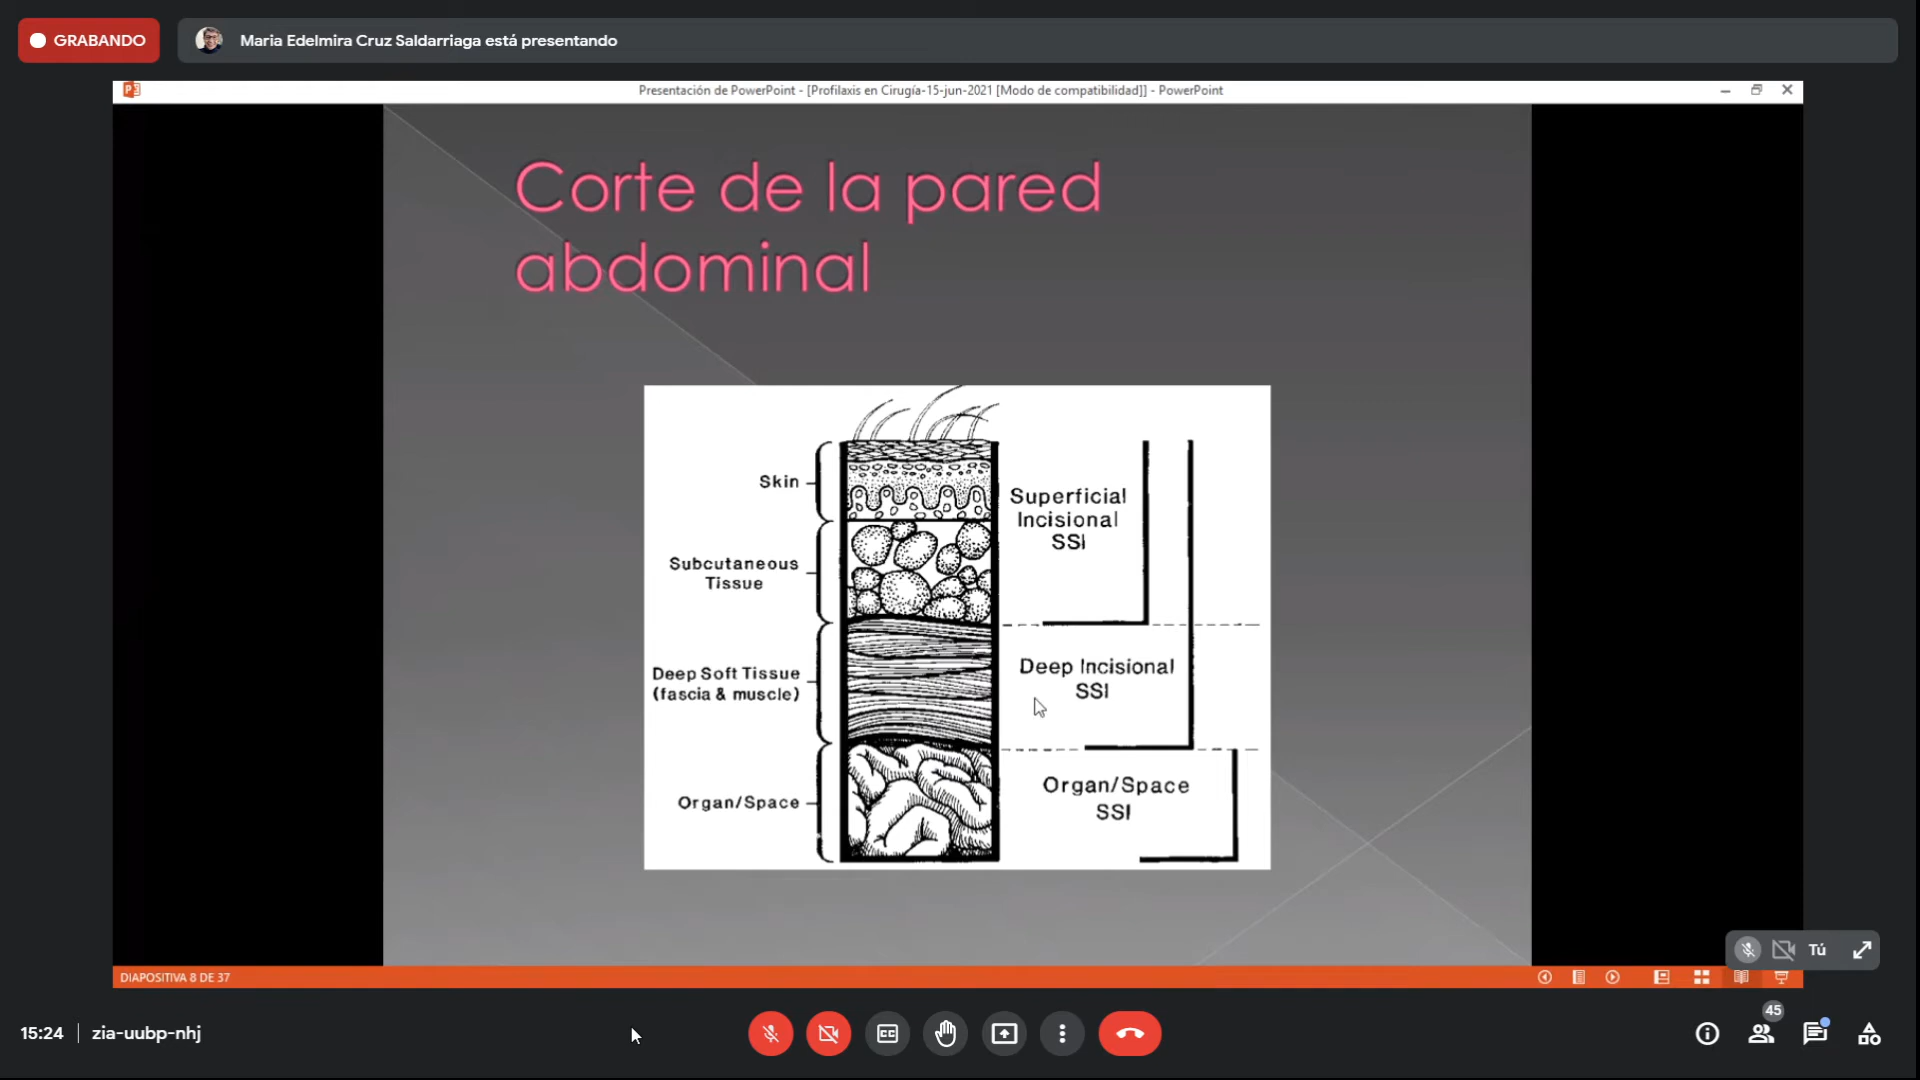 GRABANDO
Maria Edelmira Cruz Saldarriaga está presentando
Presentación de PowerPoint - [Profilaxis en Cirugía-15-jun-2021 [Modo de compatibilidad]] - PowerPoint
Corte de la pared
abdominal
Skin
Subcutaneous
Tissue
Deep Soft Tissue
(fascia & muscle)
Organ/Space
Superficial
Incisional
SSI
Deep Incisional
SSI
Organ/Space
SSI
Tú
DIAPOSITIVA 8 DE 37
15:24
zia-uubp-nhj
CC
45